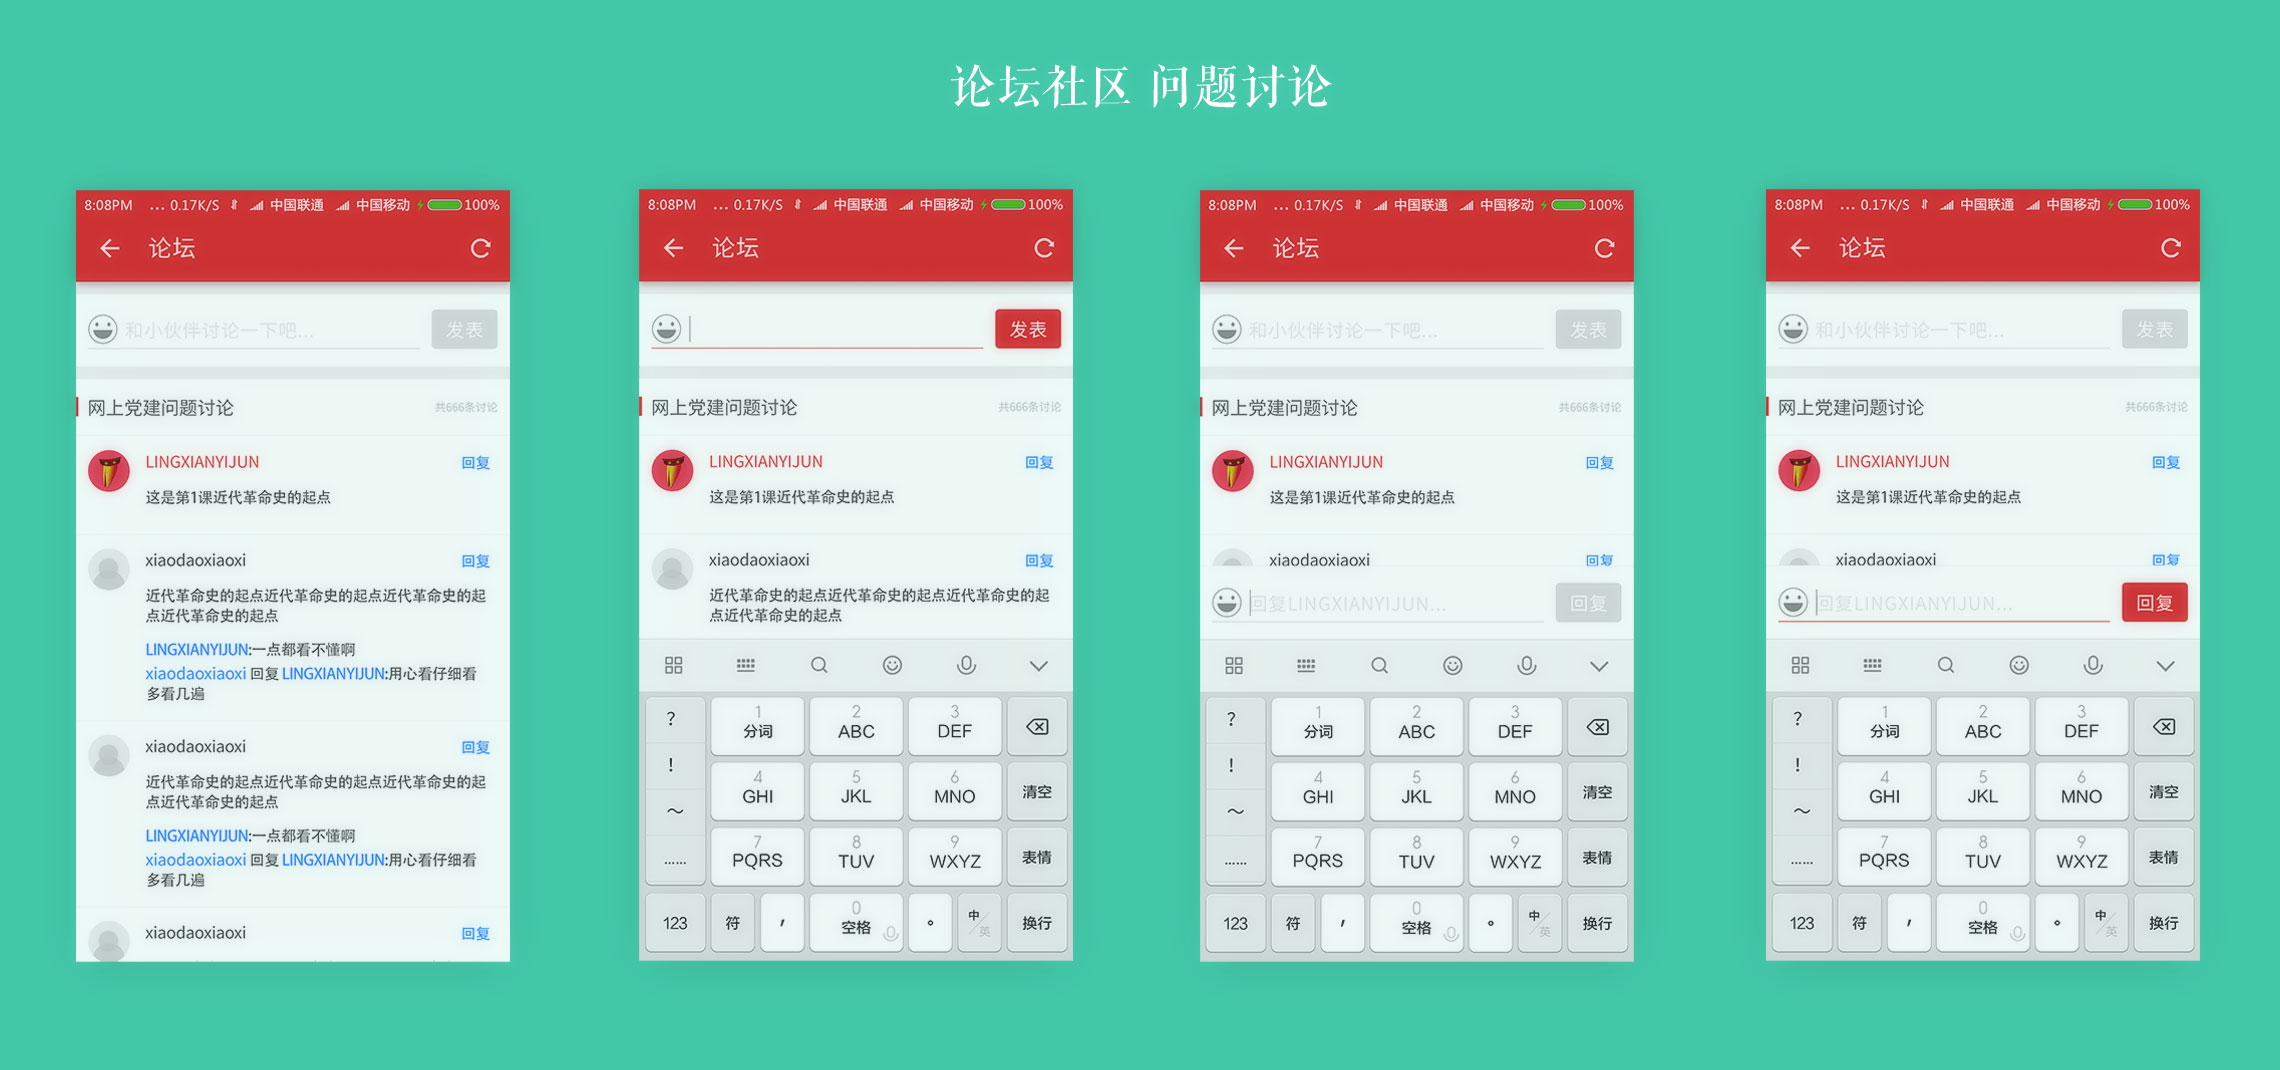 论坛社区 问题讨论
8:08PM ... 0.17K/S 中国联通 中国移动 100%
论坛
和小伙伴讨论一下吧... 发表
网上党建问题讨论 共666条讨论
LINGXIANYIJUN 回复
这是第1课近代革命史的起点
xiaodaoxiaoxi 回复
近代革命史的起点近代革命史的起点近代革命史的起
点近代革命史的起点
LINGXIANYIJUN:一点都看不懂啊
xiaodaoxiaoxi 回复 LINGXIANYIJUN:用心看仔细看
多看几遍
xiaodaoxiaoxi 回复
近代革命史的起点近代革命史的起点近代革命史的起
点近代革命史的起点
LINGXIANYIJUN:一点都看不懂啊
xiaodaoxiaoxi 回复 LINGXIANYIJUN:用心看仔细看
多看几遍
xiaodaoxiaoxi 回复
8:08PM ... 0.17K/S 中国联通 中国移动 100%
论坛
发表
网上党建问题讨论 共666条讨论
LINGXIANYIJUN 回复
这是第1课近代革命史的起点
xiaodaoxiaoxi 回复
近代革命史的起点近代革命史的起点近代革命史的起
点近代革命史的起点
? 1 2 3
分词 ABC DEF
! 4 5 6
GHI JKL MNO 清空
～ 7 8 9
...... PQRS TUV WXYZ 表情
123 符 , 0 空格 。 中/英 换行
8:08PM ... 0.17K/S 中国联通 中国移动 100%
论坛
和小伙伴讨论一下吧... 发表
网上党建问题讨论 共666条讨论
LINGXIANYIJUN 回复
这是第1课近代革命史的起点
xiaodaoxiaoxi 回复
回复LINGXIANYIJUN... 回复
? 1 2 3
分词 ABC DEF
! 4 5 6
GHI JKL MNO 清空
～ 7 8 9
...... PQRS TUV WXYZ 表情
123 符 , 0 空格 。 中/英 换行
8:08PM ... 0.17K/S 中国联通 中国移动 100%
论坛
和小伙伴讨论一下吧... 发表
网上党建问题讨论 共666条讨论
LINGXIANYIJUN 回复
这是第1课近代革命史的起点
xiaodaoxiaoxi 回复
回复LINGXIANYIJUN... 回复
? 1 2 3
分词 ABC DEF
! 4 5 6
GHI JKL MNO 清空
～ 7 8 9
...... PQRS TUV WXYZ 表情
123 符 , 0 空格 。 中/英 换行